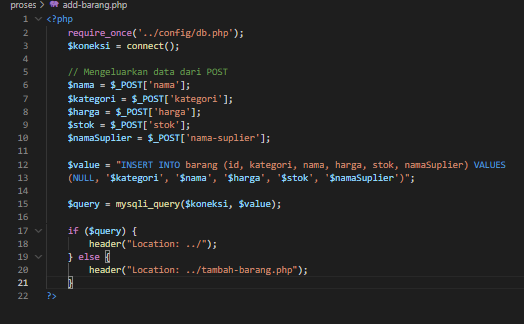 proses > add-barang.php
1 <?php
2 require_once('../config/db.php');
3 $koneksi = connect();
4
5 // Mengeluarkan data dari POST
6 $nama = $_POST['nama'];
7 $kategori = $_POST['kategori'];
8 $harga = $_POST['harga'];
9 $stok = $_POST['stok'];
10 $namaSuplier = $_POST['nama-suplier'];
11
12 $value = "INSERT INTO barang (id, kategori, nama, harga, stok, namaSuplier) VALUES
13 (NULL, '$kategori', '$nama', '$harga', '$stok', '$namaSuplier')";
14
15 $query = mysqli_query($koneksi, $value);
16
17 if ($query) {
18 header("Location: ../");
19 } else {
20 header("Location: ../tambah-barang.php");
21 }
22 ?>